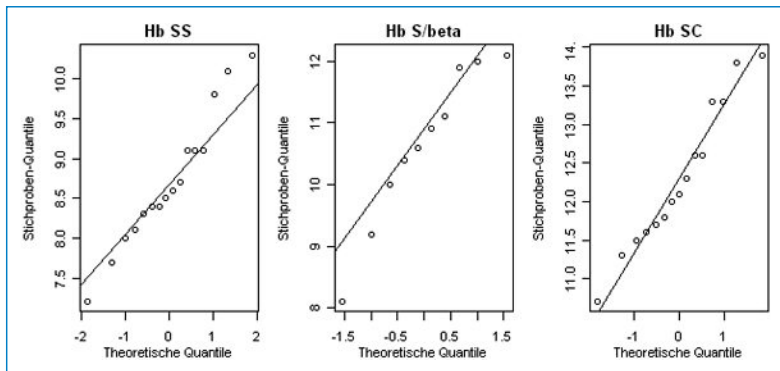 Hb SS
Stichproben-Quantile
10.0
9.5
9.0
8.5
8.0
7.5
-2 -1 0 1 2
Theoretische Quantile
Hb S/beta
Stichproben-Quantile
12
11
10
9
8
-1.5 -0.5 0.5 1.5
Theoretische Quantile
Hb SC
Stichproben-Quantile
14.
13.5
13.0
12.5
12.0
11.5
11.0
-1 0 1
Theoretische Quantile